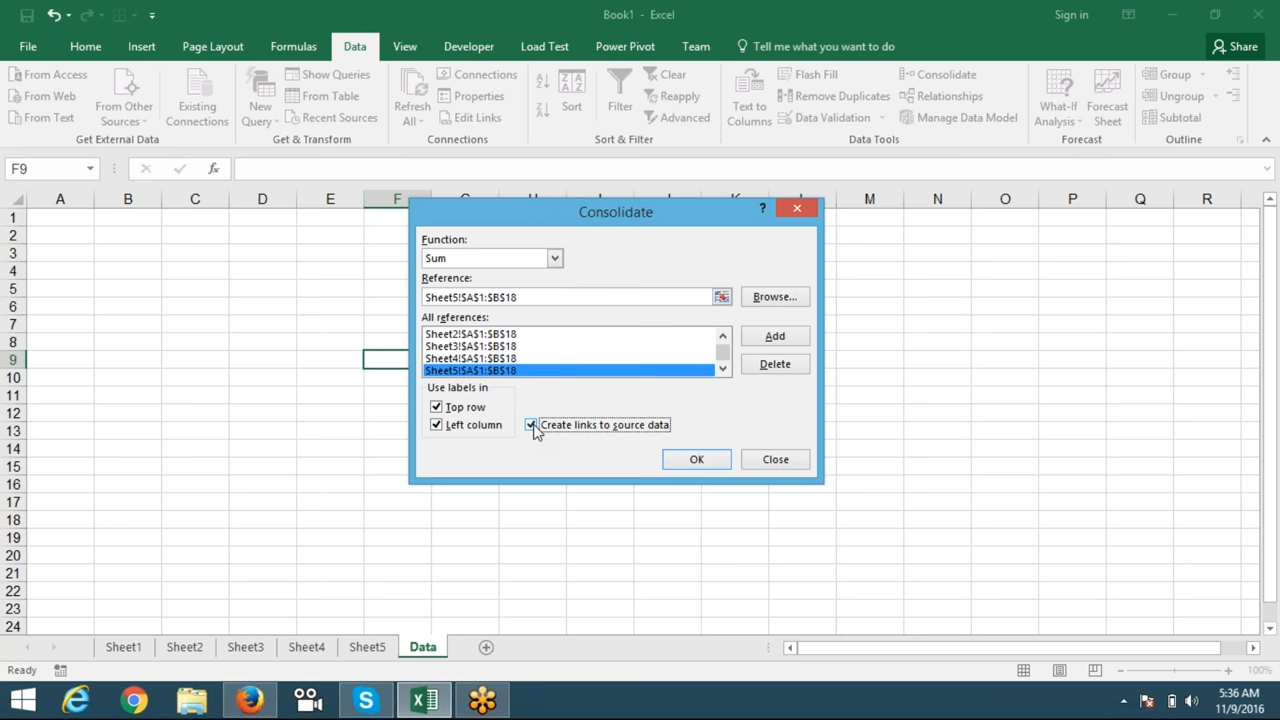 Book1 - Excel
Sign in
File Home Insert Page Layout Formulas Data View Developer Load Test Power Pivot Team Tell me what you want to do Share
From Access
From Web
From Text
From Other Sources
Existing Connections
Get External Data
New Query
Show Queries
From Table
Recent Sources
Get & Transform
Refresh All
Connections
Properties
Edit Links
Connections
Sort
Filter
Clear
Reapply
Advanced
Sort & Filter
Text to Columns
Flash Fill
Remove Duplicates
Data Validation
Consolidate
Relationships
Manage Data Model
Data Tools
What-If Analysis
Forecast Sheet
Forecast
Group
Ungroup
Subtotal
Outline
F9
fx
A B C D E F G H I J K L M N O P Q R
1
2
3
4
5
6
7
8
9
10
11
12
13
14
15
16
17
18
19
20
21
22
23
24
Consolidate
?
Function:
Sum
Reference:
Sheet5!$A$1:$B$18
Browse...
All references:
Sheet2!$A$1:$B$18
Sheet3!$A$1:$B$18
Sheet4!$A$1:$B$18
Sheet5!$A$1:$B$18
Add
Delete
Use labels in
Top row
Left column
Create links to source data
OK
Close
Sheet1 Sheet2 Sheet3 Sheet4 Sheet5 Data
Ready
100%
5:36 AM
11/9/2016